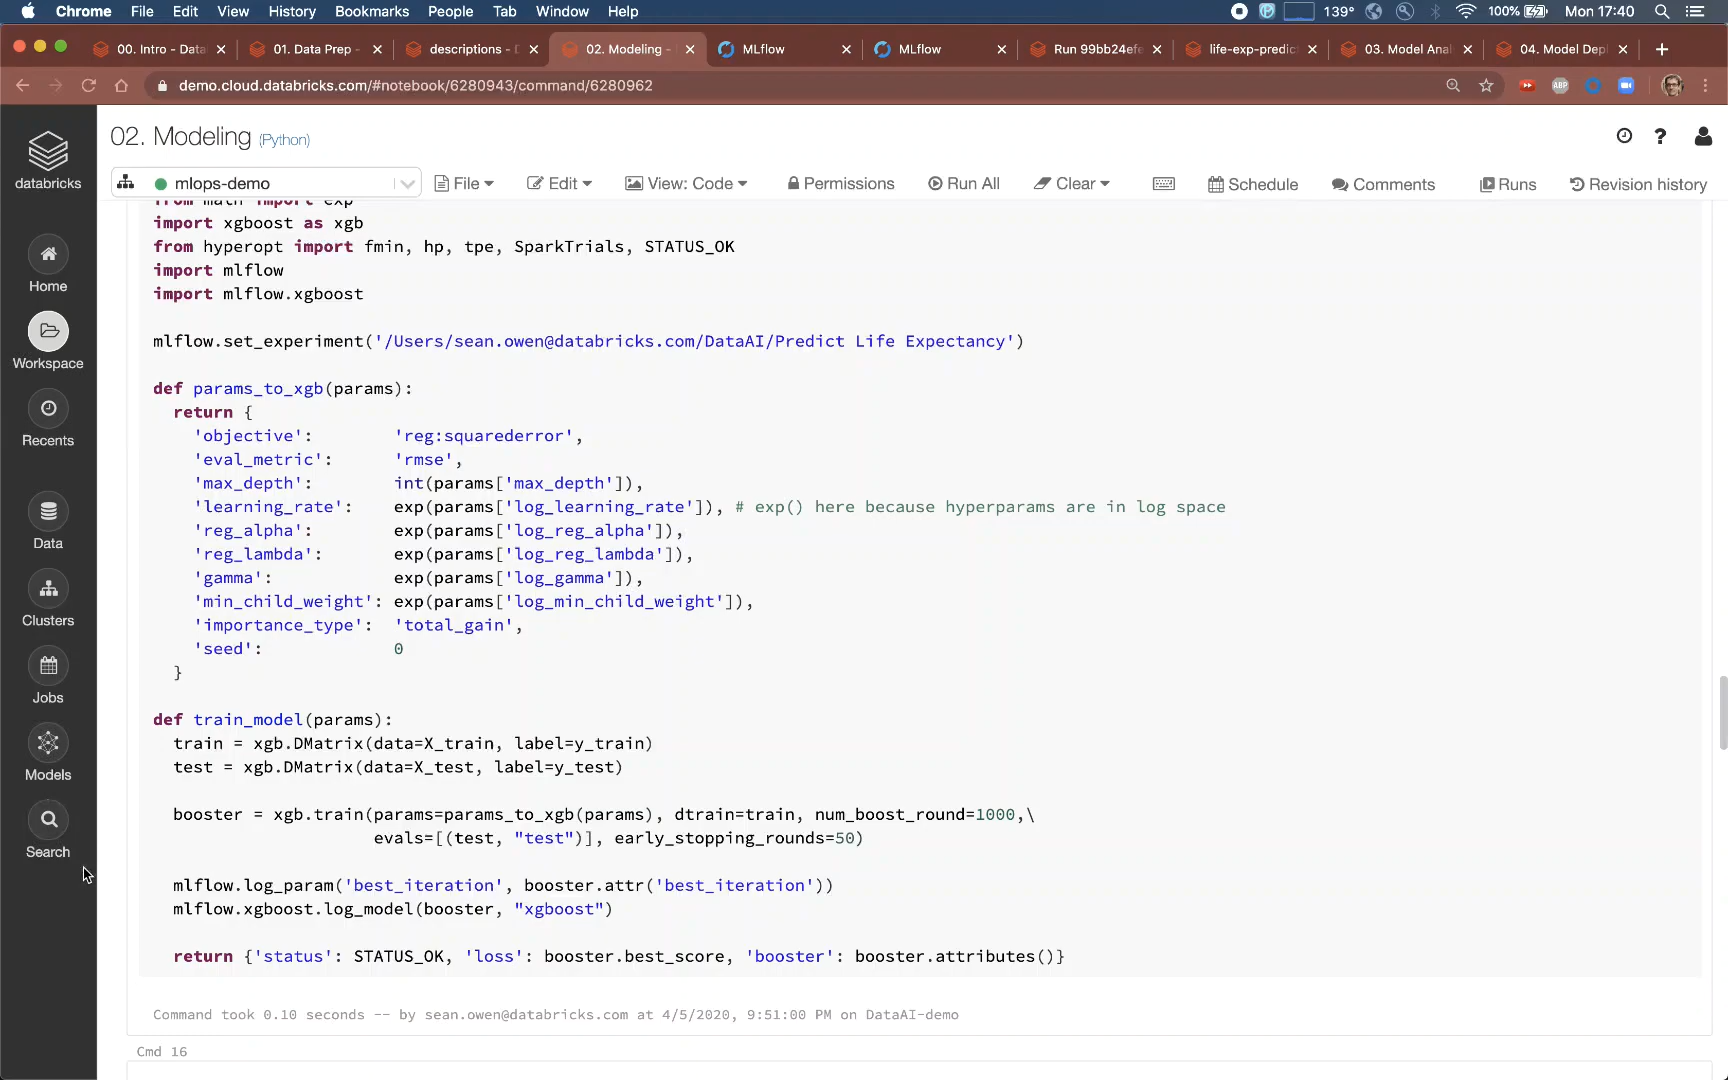 Chrome File Edit View History Bookmarks People Tab Window Help 139° 100% Mon 17:40
00. Intro - Data 01. Data Prep - descriptions - D 02. Modeling - MLflow MLflow Run 99bb24efe life-exp-predic 03. Model Ana 04. Model Dep
demo.cloud.databricks.com/#notebook/6280943/command/6280962 ABP
databricks
02. Modeling (Python)
mlops-demo File Edit View: Code Permissions Run All Clear Schedule Comments Runs Revision history
Home
Workspace
Recents
Data
Clusters
Jobs
Models
Search
from math import exp
import xgboost as xgb
from hyperopt import fmin, hp, tpe, SparkTrials, STATUS_OK
import mlflow
import mlflow.xgboost
mlflow.set_experiment('/Users/sean.owen@databricks.com/DataAI/Predict Life Expectancy')
def params_to_xgb(params):
return {
'objective': 'reg:squarederror',
'eval_metric': 'rmse',
'max_depth': int(params['max_depth']),
'learning_rate': exp(params['log_learning_rate']), # exp() here because hyperparams are in log space
'reg_alpha': exp(params['log_reg_alpha']),
'reg_lambda': exp(params['log_reg_lambda']),
'gamma': exp(params['log_gamma']),
'min_child_weight': exp(params['log_min_child_weight']),
'importance_type': 'total_gain',
'seed': 0
}
def train_model(params):
train = xgb.DMatrix(data=X_train, label=y_train)
test = xgb.DMatrix(data=X_test, label=y_test)
booster = xgb.train(params=params_to_xgb(params), dtrain=train, num_boost_round=1000,\
evals=[(test, "test")], early_stopping_rounds=50)
mlflow.log_param('best_iteration', booster.attr('best_iteration'))
mlflow.xgboost.log_model(booster, "xgboost")
return {'status': STATUS_OK, 'loss': booster.best_score, 'booster': booster.attributes()}
Command took 0.10 seconds -- by sean.owen@databricks.com at 4/5/2020, 9:51:00 PM on DataAI-demo
Cmd 16